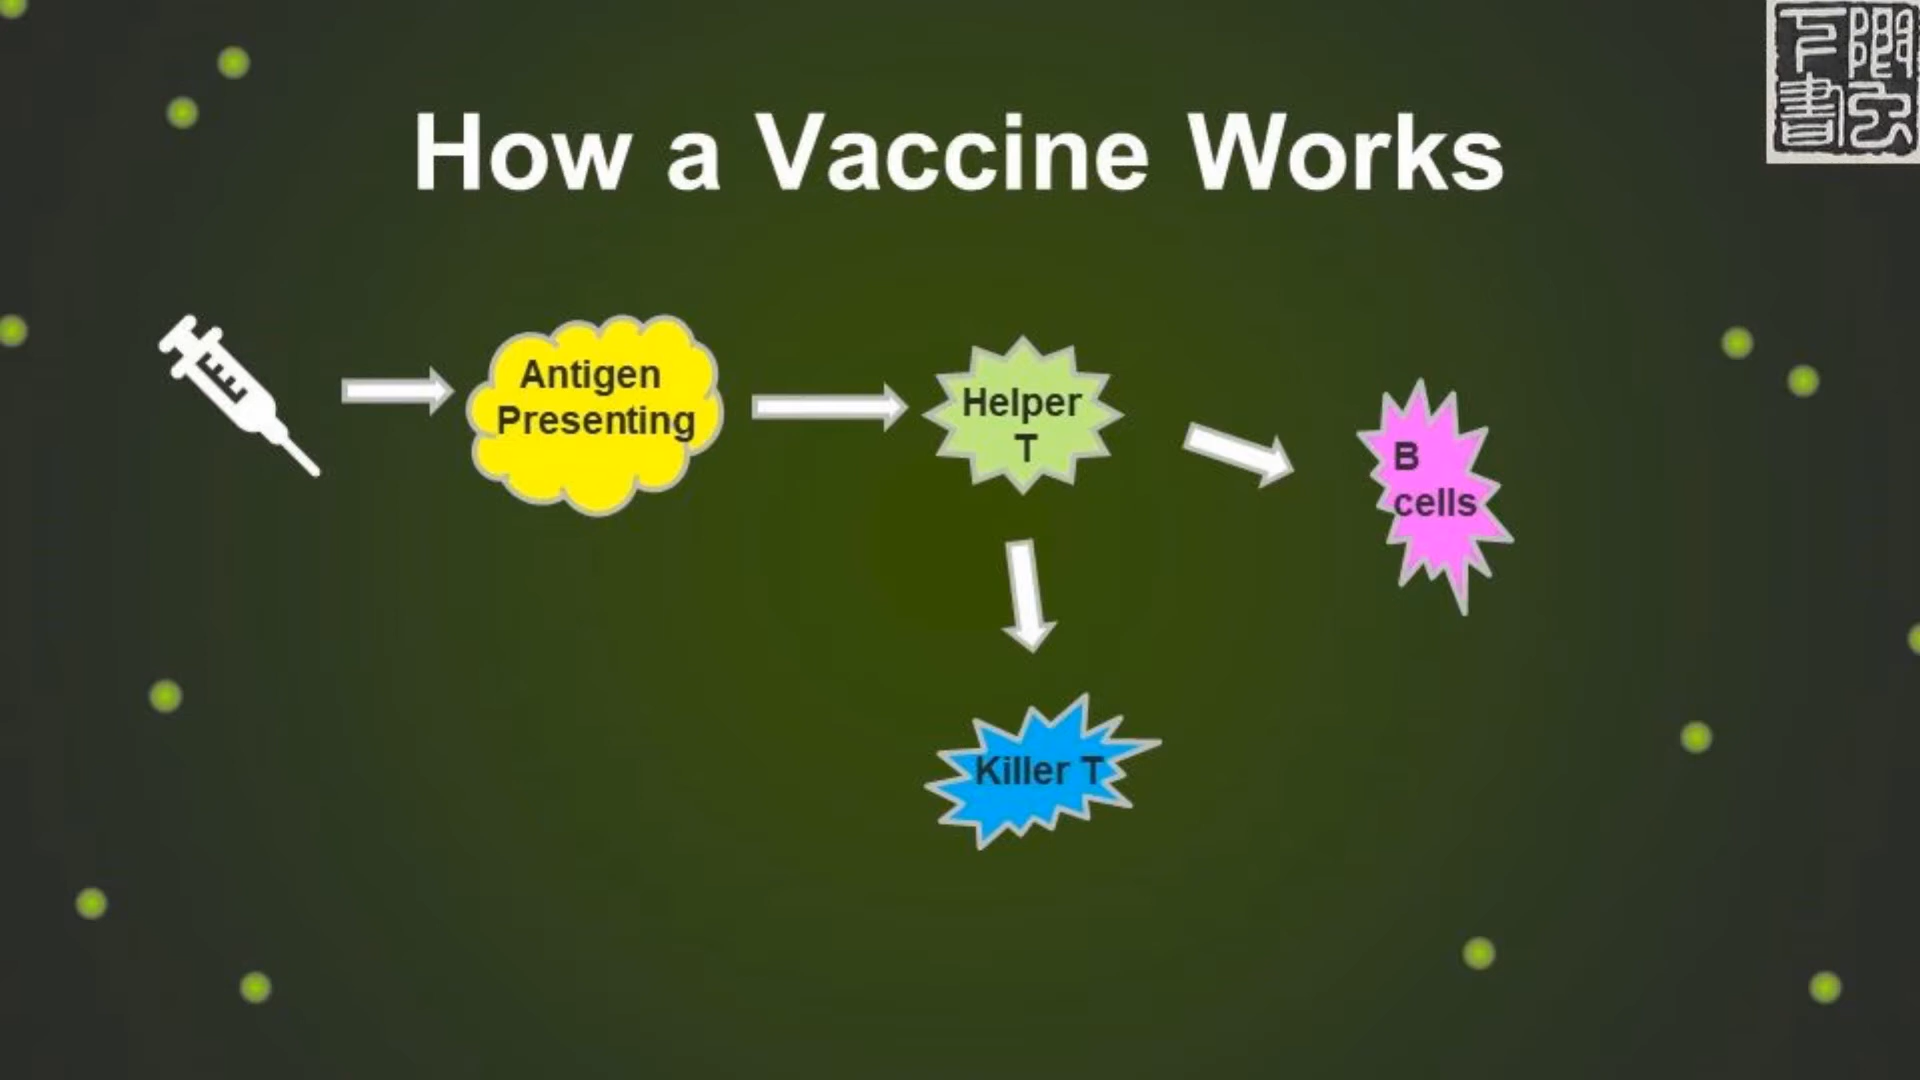 How a Vaccine Works
Antigen
Presenting
Helper
T
B
cells
Killer T